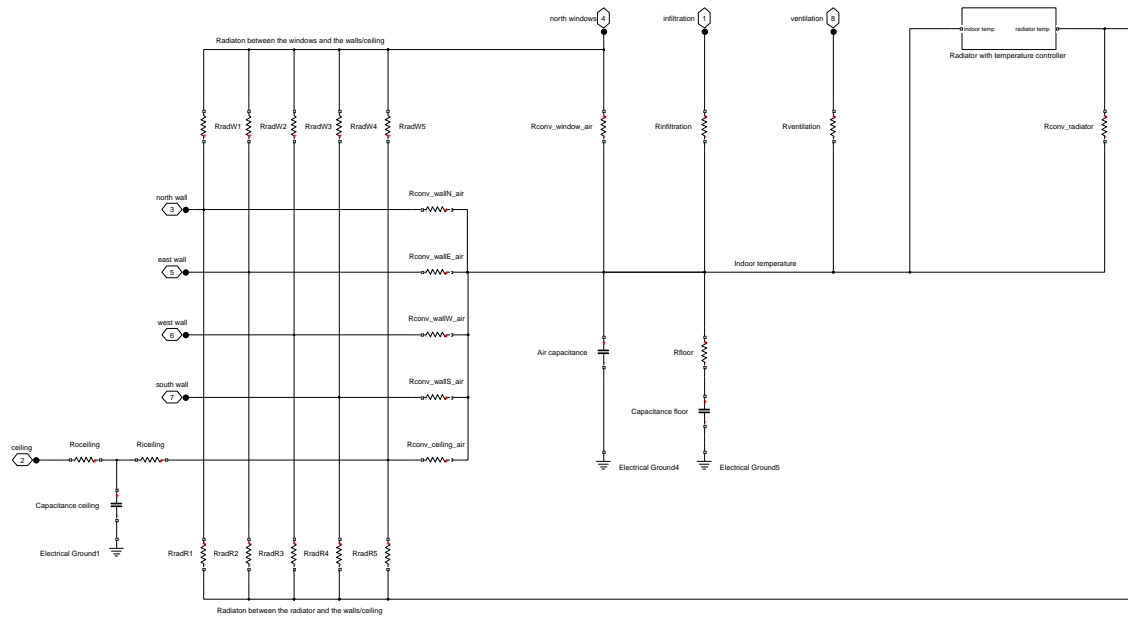 north windows
infiltration
ventilation
4
1
8
indoor temp
radiator temp
Radiaton between the windows and the walls/ceiling
Radiator with temperature controller
RradW1
RradW2
RradW3
RradW4
RradW5
Rconv_window_air
Rinfiltration
Rventilation
Rconv_radiator
north wall
Rconv_wallN_air
3
east wall
Rconv_wallE_air
Indoor temperature
5
west wall
Rconv_wallW_air
6
Air capacitance
Rfloor
south wall
Rconv_wallS_air
7
Capacitance floor
ceiling
Roceiling
Riceiling
Rconv_ceiling_air
2
Electrical Ground4
Electrical Ground5
Capacitance ceiling
Electrical Ground1
RradR1
RradR2
RradR3
RradR4
RradR5
Radiaton between the radiator and the walls/ceiling